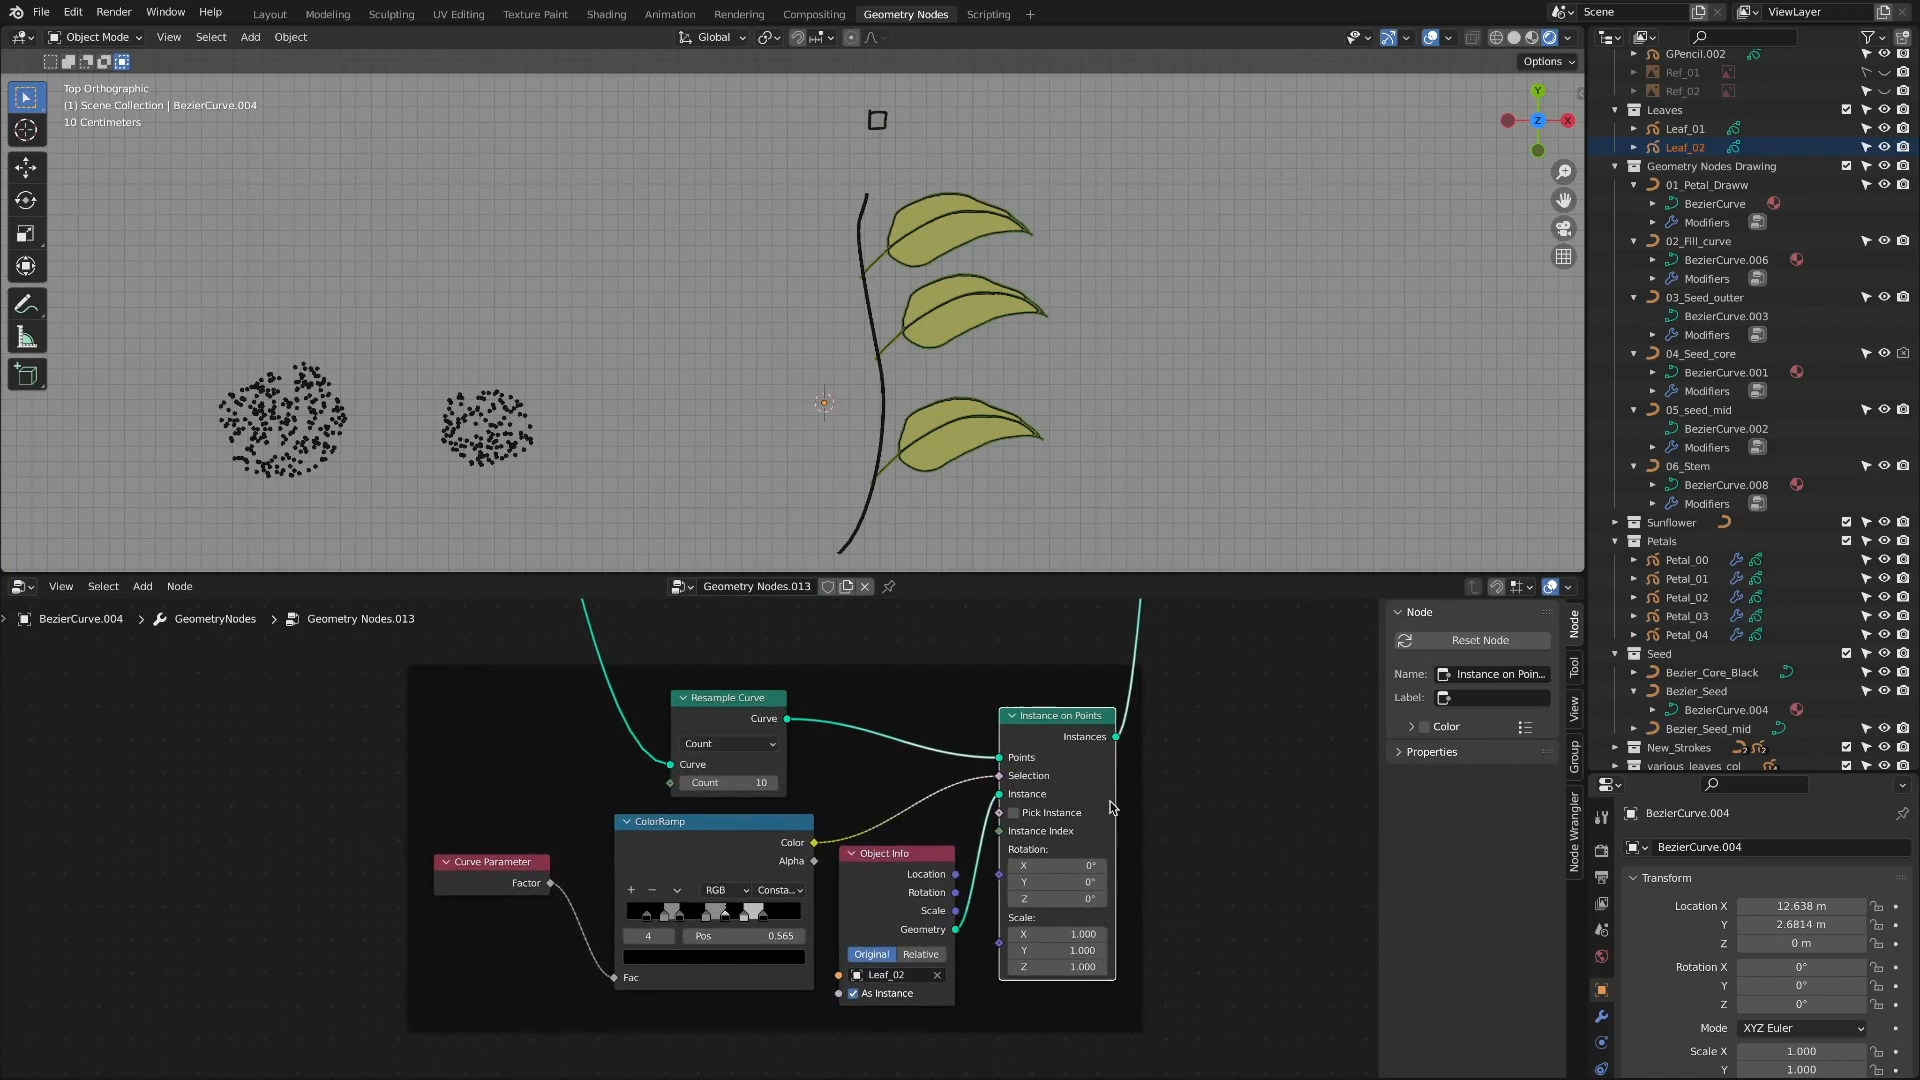 File Edit Render Window Help Layout Modeling Sculpting UV Editing Texture Paint Shading Animation Rendering Compositing Geometry Nodes Scripting + Scene ViewLayer
Object Mode View Select Add Object Global
Options
Top Orthographic
(1) Scene Collection | BezierCurve.004
10 Centimeters
Y
Z
X
GPencil.002
Ref_01
Ref_02
Leaves
Leaf_01
Leaf_02
Geometry Nodes Drawing
01_Petal_Draww
BezierCurve
Modifiers
02_Fill_curve
BezierCurve.006
Modifiers
03_Seed_outter
BezierCurve.003
Modifiers
04_Seed_core
BezierCurve.001
Modifiers
05_seed_mid
BezierCurve.002
Modifiers
06_Stem
BezierCurve.008
Modifiers
Sunflower
Petals
Petal_00
Petal_01
Petal_02
Petal_03
Petal_04
Seed
Bezier_Core_Black
Bezier_Seed
BezierCurve.004
Bezier_Seed_mid
New_Strokes
various_leaves_col
View Select Add Node Geometry Nodes.013
BezierCurve.004 GeometryNodes Geometry Nodes.013
Resample Curve
Curve
Count
Curve
Count 10
ColorRamp
Color
Alpha
+ − RGB Consta...
4 Pos 0.565
Fac
Curve Parameter
Factor
Object Info
Location
Rotation
Scale
Geometry
Original Relative
Leaf_02
As Instance
Instance on Points
Instances
Points
Selection
Instance
Pick Instance
Instance Index
Rotation:
X 0°
Y 0°
Z 0°
Scale:
X 1.000
Y 1.000
Z 1.000
Node
Reset Node
Name: Instance on Poin...
Label:
Color
Properties
Node
Tool
View
Group
Node Wrangler
BezierCurve.004
BezierCurve.004
Transform
Location X 12.638 m
Y 2.6814 m
Z 0 m
Rotation X 0°
Y 0°
Z 0°
Mode XYZ Euler
Scale X 1.000
Y 1.000